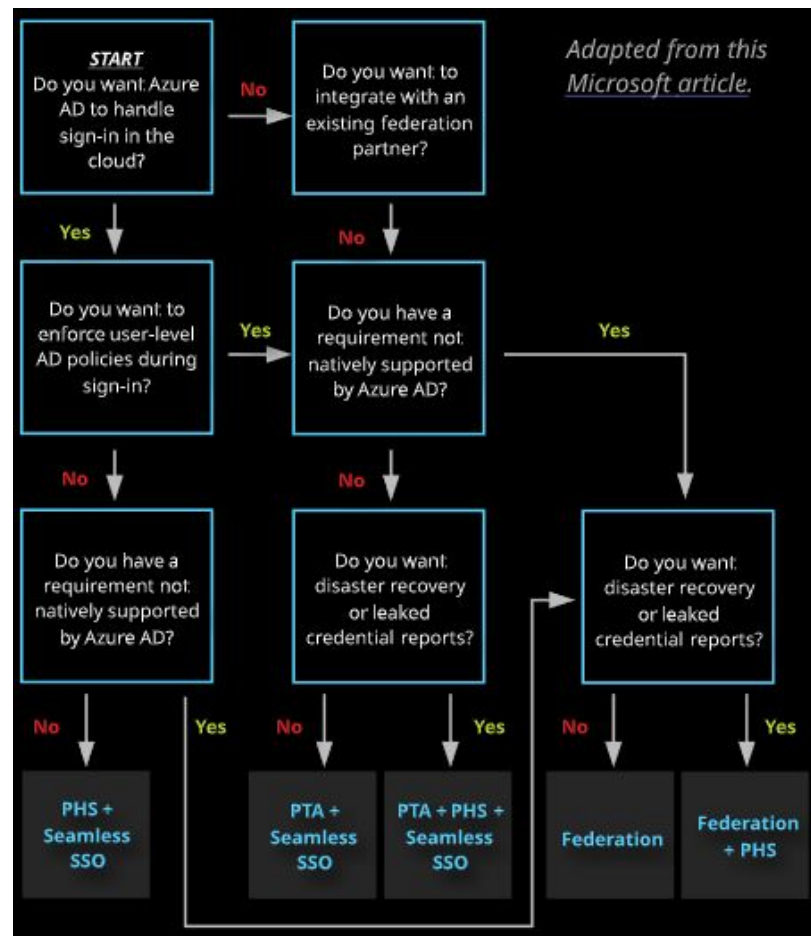 START
Do you want Azure
AD to handle
sign-in in the
cloud?
No
Do you want to
integrate with an
existing federation
partner?
Adapted from this
Microsoft article.
Yes
No
Do you want to
enforce user-level
AD policies during
sign-in?
Yes
Do you have a
requirement not
natively supported
by Azure AD?
Yes
No
No
Do you have a
requirement not
natively supported
by Azure AD?
Do you want
disaster recovery
or leaked
credential reports?
Do you want
disaster recovery
or leaked
credential reports?
No
Yes
No
Yes
No
Yes
PHS +
Seamless
SSO
PTA +
Seamless
SSO
PTA + PHS +
Seamless
SSO
Federation
Federation
+ PHS